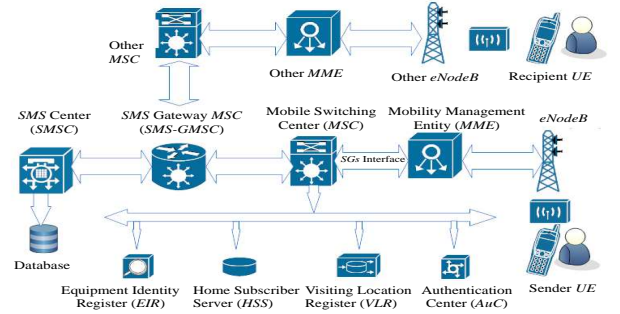 Other
MSC
Other MME
Other eNodeB
Recipient UE
SMS Center
(SMSC)
SMS Gateway MSC
(SMS-GMSC)
Mobile Switching
Center (MSC)
Mobility Management
Entity (MME)
eNodeB
SGs Interface
Database
Equipment Identity
Register (EIR)
Home Subscriber
Server (HSS)
Visiting Location
Register (VLR)
Authentication
Center (AuC)
Sender UE